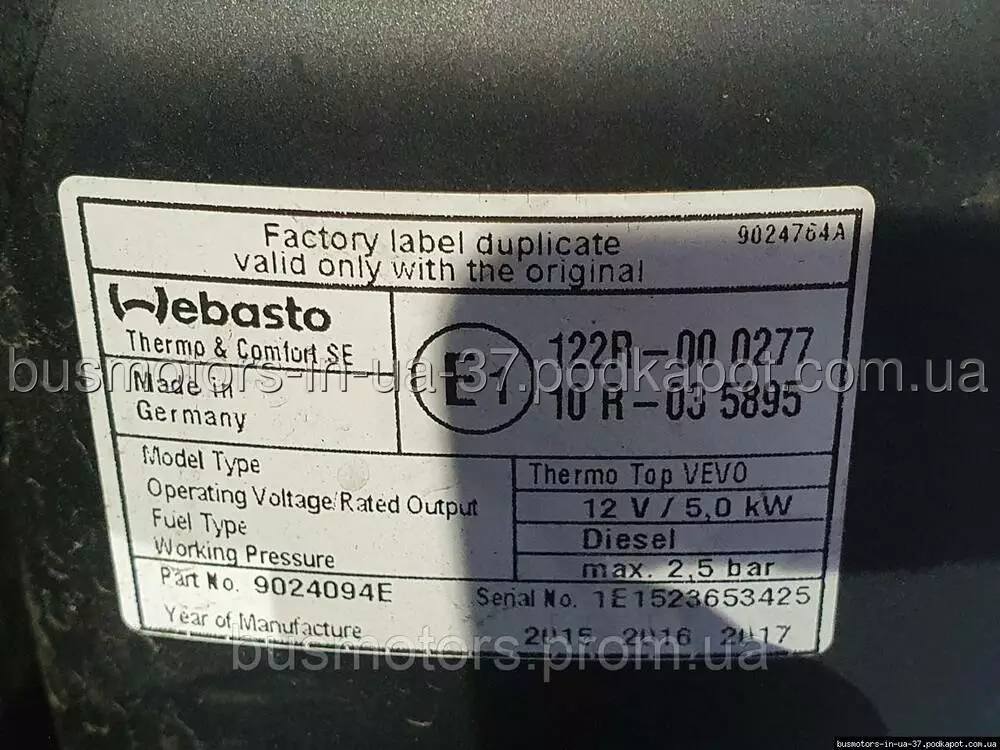 Factory label duplicate
valid only with the original
9024764A
Webasto
Thermo & Comfort SE
Made in
Germany
E1
122R-00 0277
10 R-03 5895
Model Type
Thermo Top VEVO
Operating Voltage/Rated Output
12 V / 5,0 kW
Fuel Type
Diesel
Working Pressure
max. 2,5 bar
Part No. 9024094E
Serial No. 1E1523653425
Year of Manufacture
2015 2016 2017
busmotors-in-ua-37.podkapot.com.ua
busmotors.prom.ua
busmotors-in-ua-37.podkapot.com.ua